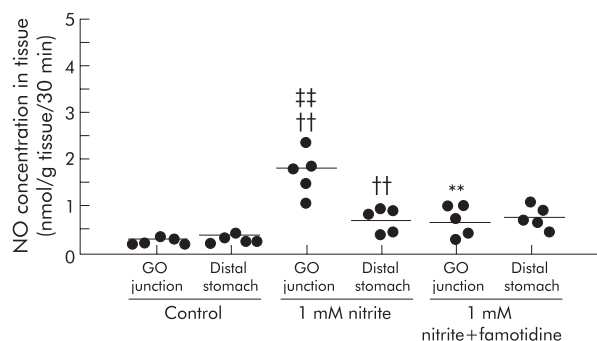 NO concentration in tissue
(nmol/g tissue/30 min)
5
4
3
2
1
0
‡‡
††
††
**
GO
junction
Distal
stomach
GO
junction
Distal
stomach
GO
junction
Distal
stomach
Control
1 mM nitrite
1 mM
nitrite+famotidine